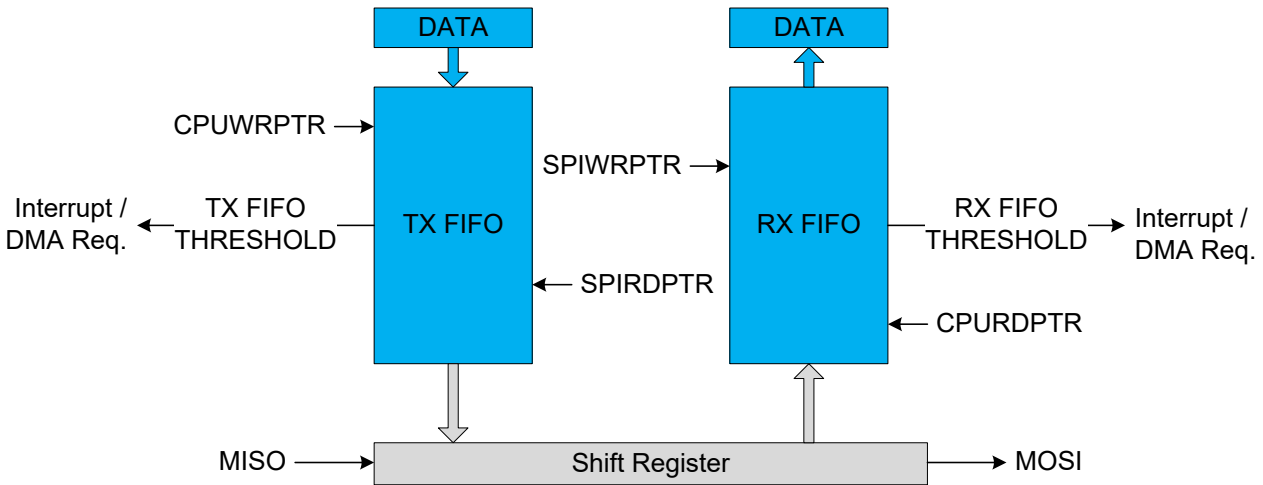 DATA
DATA
CPUWRPTR
SPIWRPTR
Interrupt /
DMA Req.
TX FIFO
THRESHOLD
TX FIFO
RX FIFO
RX FIFO
THRESHOLD
Interrupt /
DMA Req.
SPIRDPTR
CPURDPTR
MISO
Shift Register
MOSI